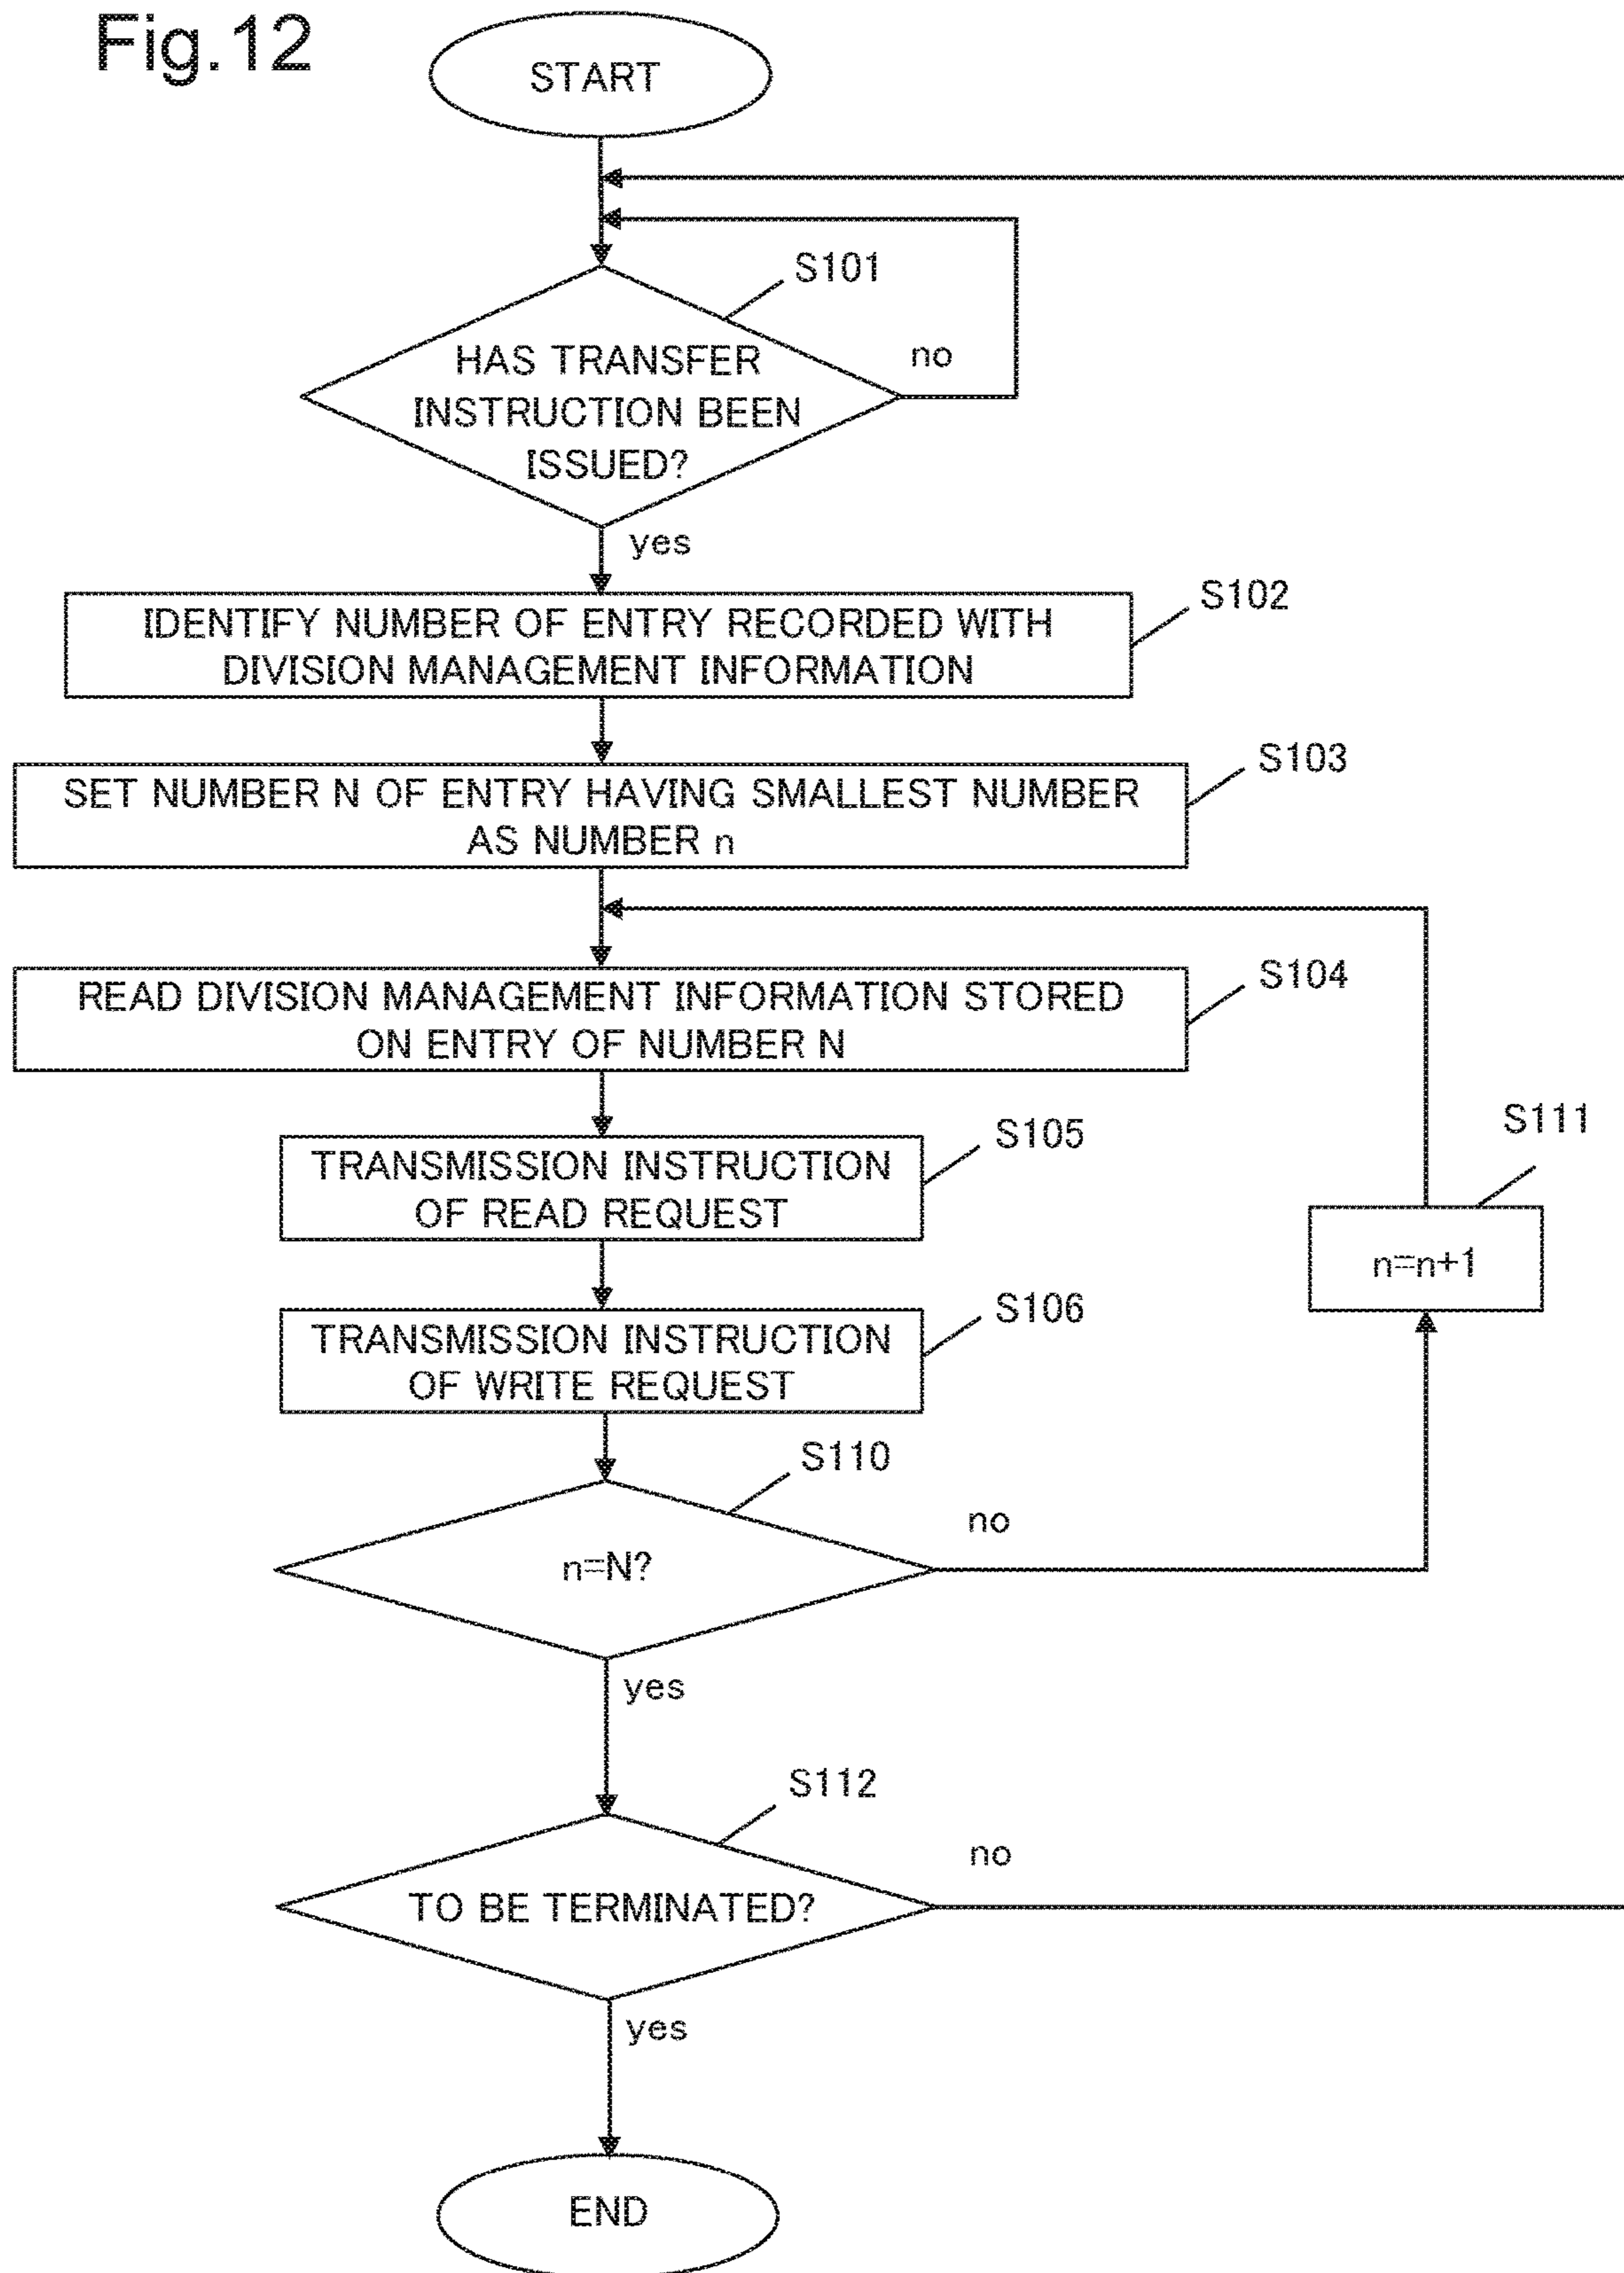 Fig.12
START
S101
HAS TRANSFER
INSTRUCTION BEEN
ISSUED?
no
yes
S102
IDENTIFY NUMBER OF ENTRY RECORDED WITH
DIVISION MANAGEMENT INFORMATION
S103
SET NUMBER N OF ENTRY HAVING SMALLEST NUMBER
AS NUMBER n
S104
READ DIVISION MANAGEMENT INFORMATION STORED
ON ENTRY OF NUMBER N
S105
TRANSMISSION INSTRUCTION
OF READ REQUEST
S111
n=n+1
S106
TRANSMISSION INSTRUCTION
OF WRITE REQUEST
S110
n=N?
no
yes
S112
TO BE TERMINATED?
no
yes
END